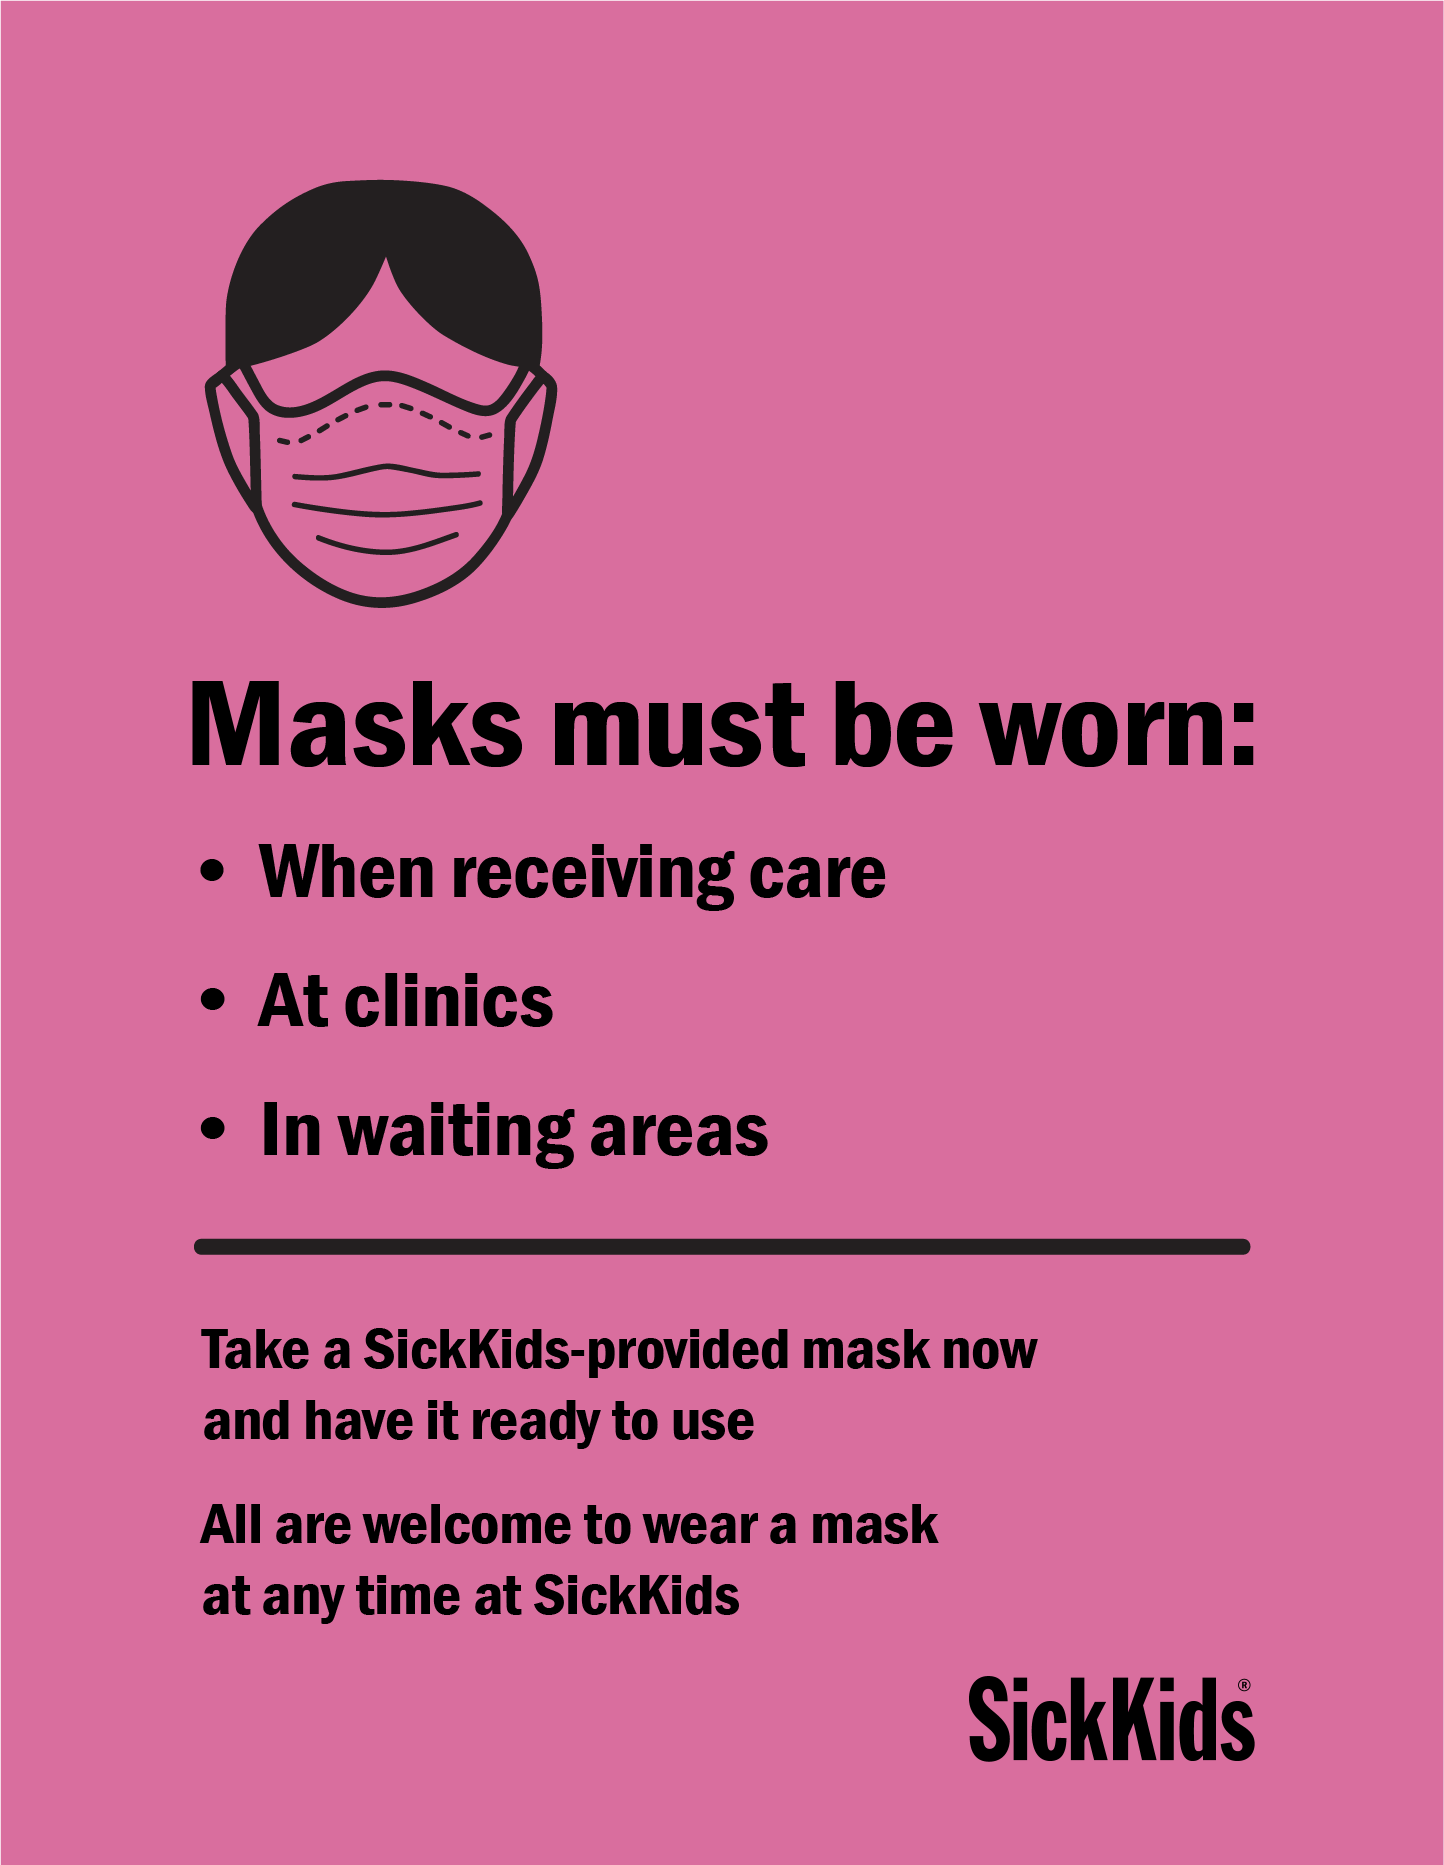 Masks must be worn:
• When receiving care
• At clinics
• In waiting areas
Take a SickKids-provided mask now
and have it ready to use
All are welcome to wear a mask
at any time at SickKids
SickKids®